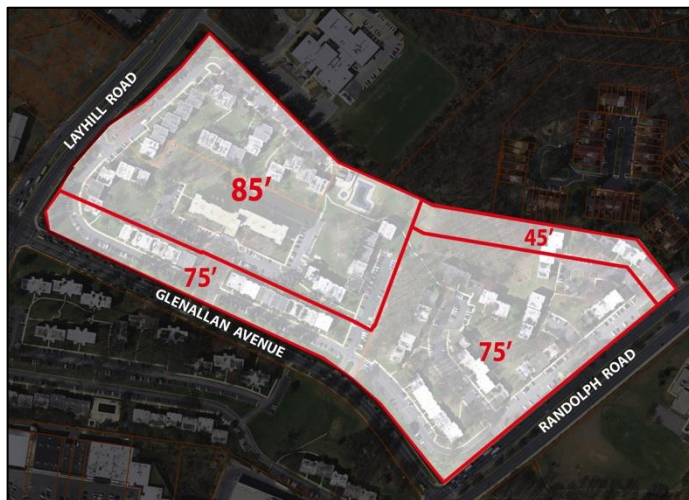 LAYHILL ROAD
85'
45'
75'
GLENALLAN AVENUE
75'
RANDOLPH ROAD